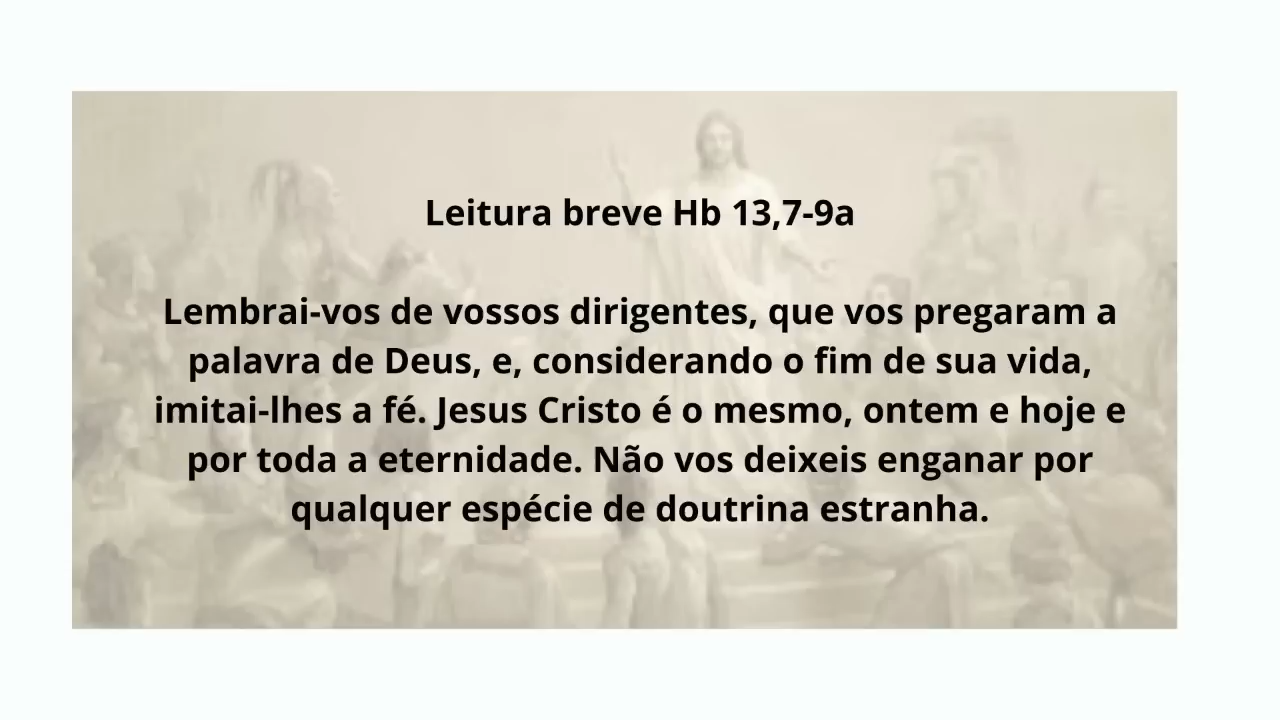 Leitura breve Hb 13,7-9a
Lembrai-vos de vossos dirigentes, que vos pregaram a
palavra de Deus, e, considerando o fim de sua vida,
imitai-lhes a fé. Jesus Cristo é o mesmo, ontem e hoje e
por toda a eternidade. Não vos deixeis enganar por
qualquer espécie de doutrina estranha.